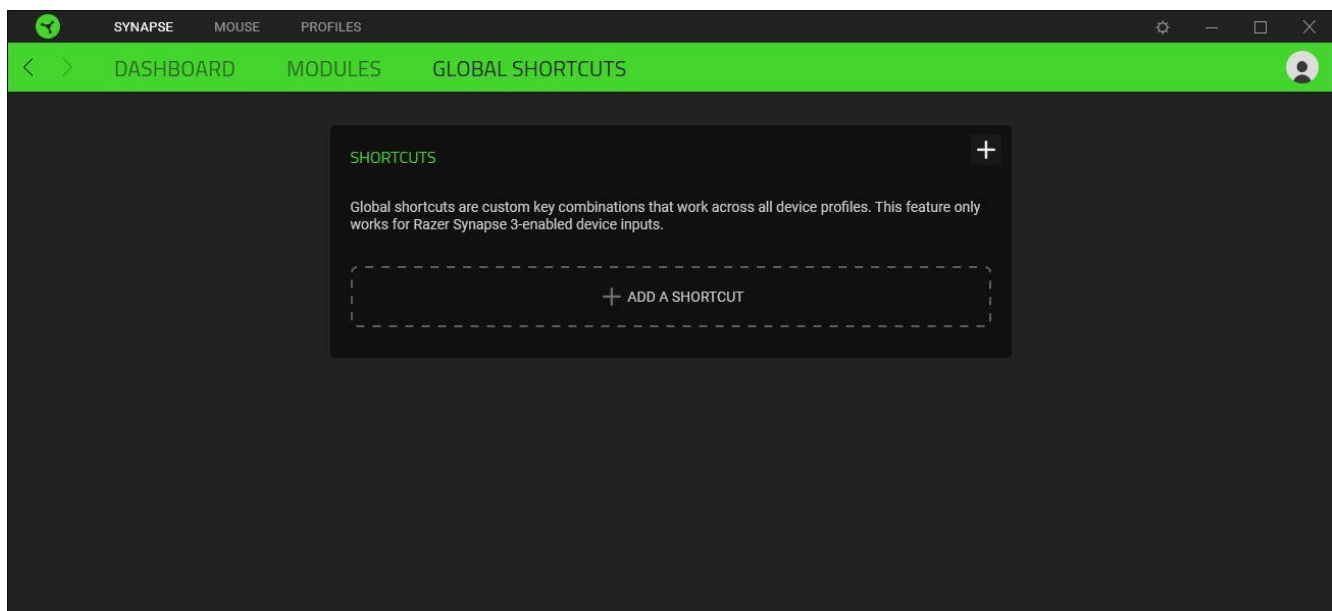 SYNAPSE MOUSE PROFILES
DASHBOARD MODULES GLOBAL SHORTCUTS
SHORTCUTS
Global shortcuts are custom key combinations that work across all device profiles. This feature only
works for Razer Synapse 3-enabled device inputs.
ADD A SHORTCUT